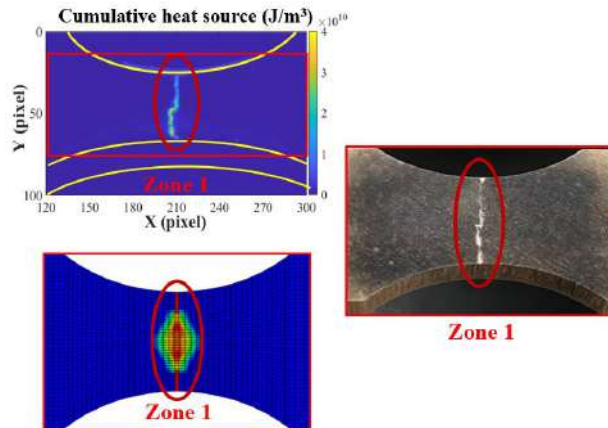 Cumulative heat source (J/m³)
×10¹⁰
0
50
100
Y (pixel)
120
150
180
210
240
270
300
X (pixel)
4
3
2
1
0
Zone 1
Zone 1
Zone 1